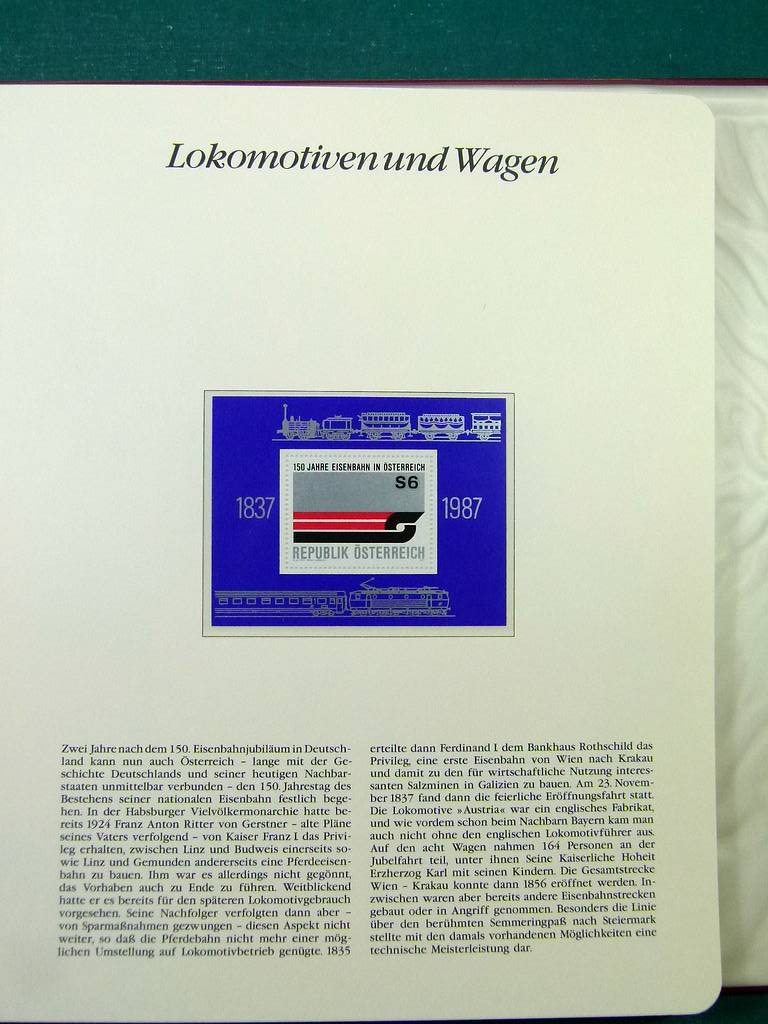 Lokomotiven und Wagen
150 JAHRE EISENBAHN IN ÖSTERREICH
S6
1837
1987
REPUBLIK ÖSTERREICH
Zwei Jahre nach dem 150. Eisenbahnjubiläum in Deutsch-
land kann nun auch Österreich – lange mit der Ge-
schichte Deutschlands und seiner heutigen Nachbar-
staaten unmittelbar verbunden – den 150. Jahrestag des
Bestehens seiner nationalen Eisenbahn festlich bege-
hen. In der Habsburger Vielvölkermonarchie hatte be-
reits 1924 Franz Anton Ritter von Gerstner – alte Pläne
seines Vaters verfolgend – von Kaiser Franz I das Privi-
leg erhalten, zwischen Linz und Budweis einerseits so-
wie Linz und Gemunden andererseits eine Pferdeeisen-
bahn zu bauen. Ihm war es allerdings nicht gegönnt,
das Vorhaben auch zu Ende zu führen. Weitblickend
hatte er es bereits für den späteren Lokomotivgebrauch
vorgesehen. Seine Nachfolger verfolgten dann aber –
von Sparmaßnahmen gezwungen – diesen Aspekt nicht
weiter, so daß die Pferdebahn nicht mehr einer mög-
lichen Umstellung auf Lokomotivbetrieb genügte. 1835
erteilte dann Ferdinand I dem Bankhaus Rothschild das
Privileg, eine erste Eisenbahn von Wien nach Krakau
und damit zu den für wirtschaftliche Nutzung interes-
santen Salzminen in Galizien zu bauen. Am 23. Novem-
ber 1837 fand dann die feierliche Eröffnungsfahrt statt.
Die Lokomotive »Austria« war ein englisches Fabrikat,
und wie vordem schon beim Nachbarn Bayern kam man
auch nicht ohne den englischen Lokomotivführer aus.
Auf den acht Wagen nahmen 164 Personen an der
Jubelfahrt teil, unter ihnen Seine Kaiserliche Hoheit
Erzherzog Karl mit seinen Kindern. Die Gesamtstrecke
Wien – Krakau konnte dann 1856 eröffnet werden. In-
zwischen waren aber bereits andere Eisenbahnstrecken
gebaut oder in Angriff genommen. Besonders die Linie
über den berühmten Semmeringpaß nach Steiermark
stellte mit den damals vorhandenen Möglichkeiten eine
technische Meisterleistung dar.